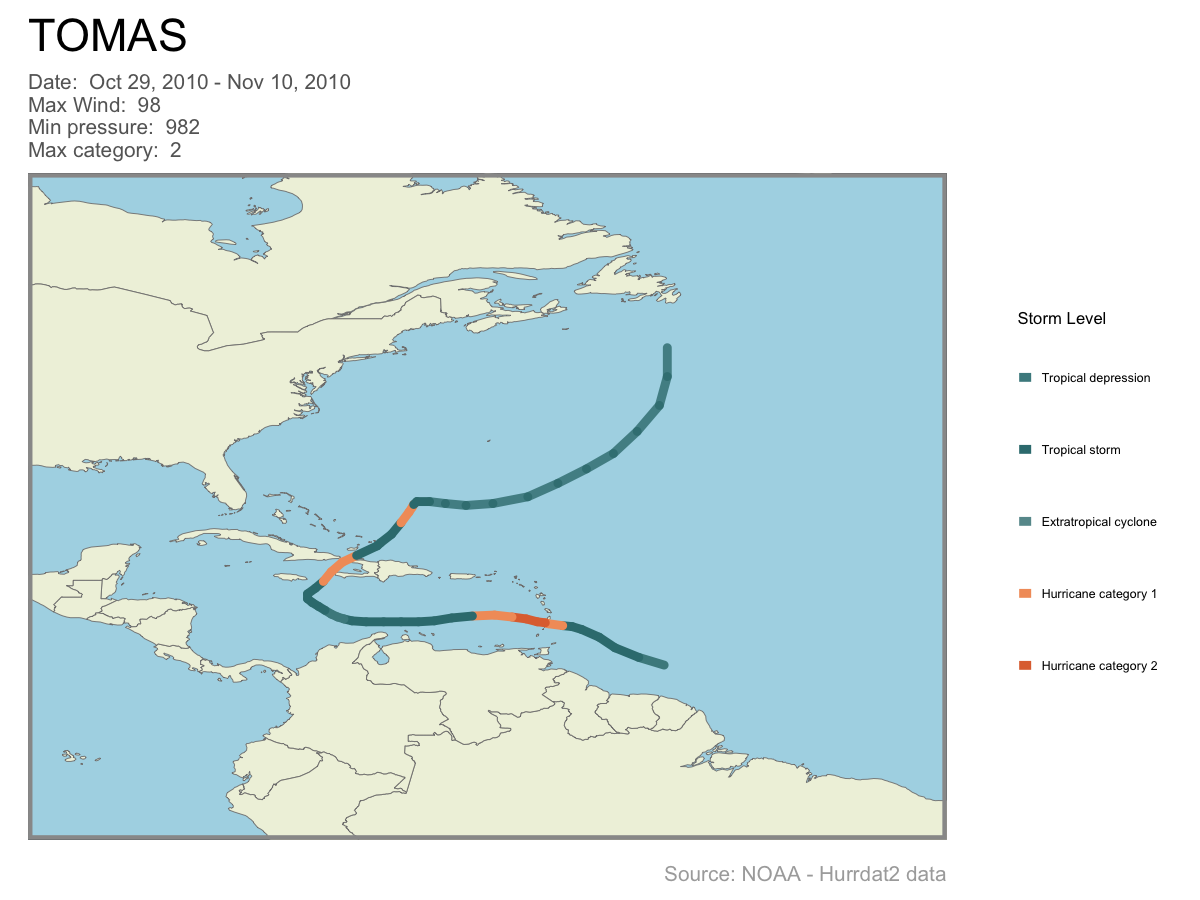 TOMAS
Date:  Oct 29, 2010 - Nov 10, 2010
Max Wind:  98
Min pressure:  982
Max category:  2
Storm Level
Tropical depression
Tropical storm
Extratropical cyclone
Hurricane category 1
Hurricane category 2
Source: NOAA - Hurrdat2 data